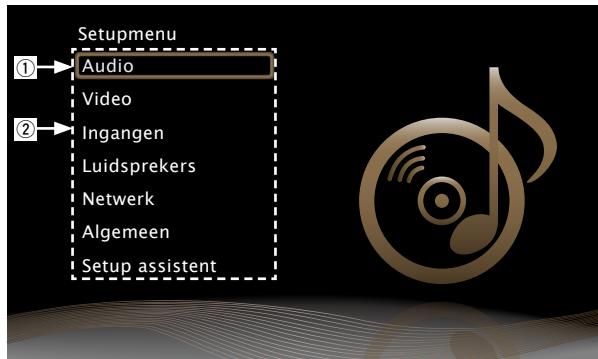 Setupmenu
① Audio
Video
② Ingangen
Luidsprekers
Netwerk
Algemeen
Setup assistent